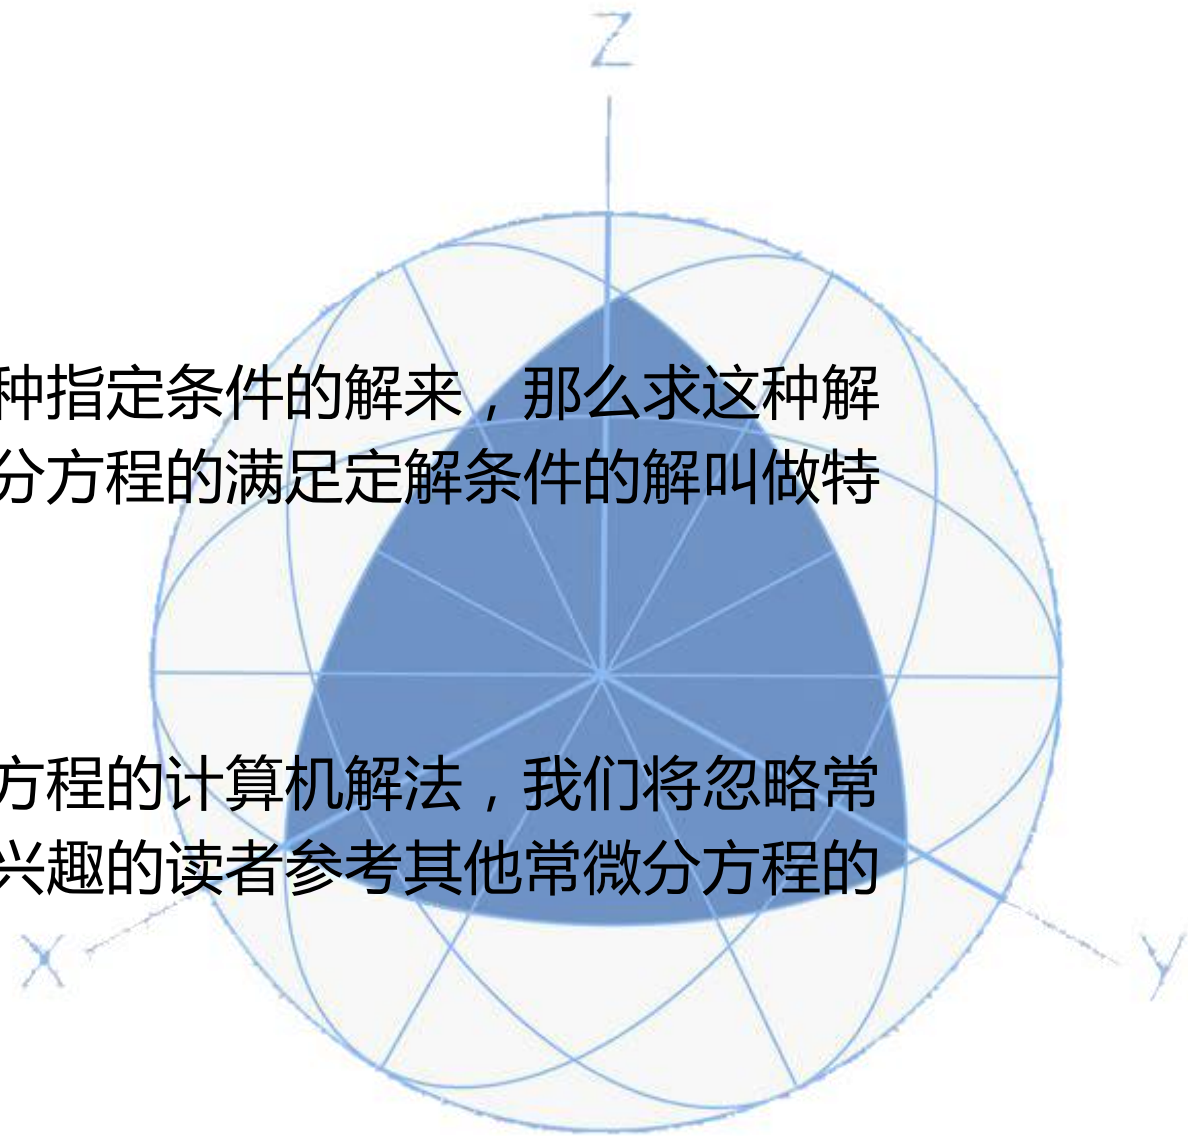 Z
种指定条件的解来，那么求这种解
分方程的满足定解条件的解叫做特
方程的计算机解法，我们将忽略常
兴趣的读者参考其他常微分方程的
X
Y